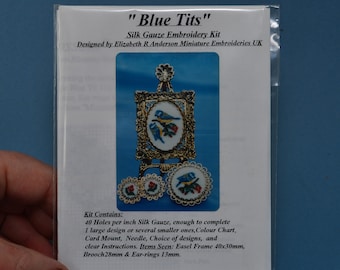 "Blue Tits"
Silk Gauze Embroidery Kit
Designed by Elizabeth R Anderson Miniature Embroideries UK
Kit Contains:
40 Holes per inch Silk Gauze, enough to complete
1 large design or several smaller ones, Colour Chart,
Card Mount, Needle, Choice of designs, and
clear Instructions. Items Seen: Easel Frame 40x30mm,
Brooch28mm & Ear-rings 15mm.